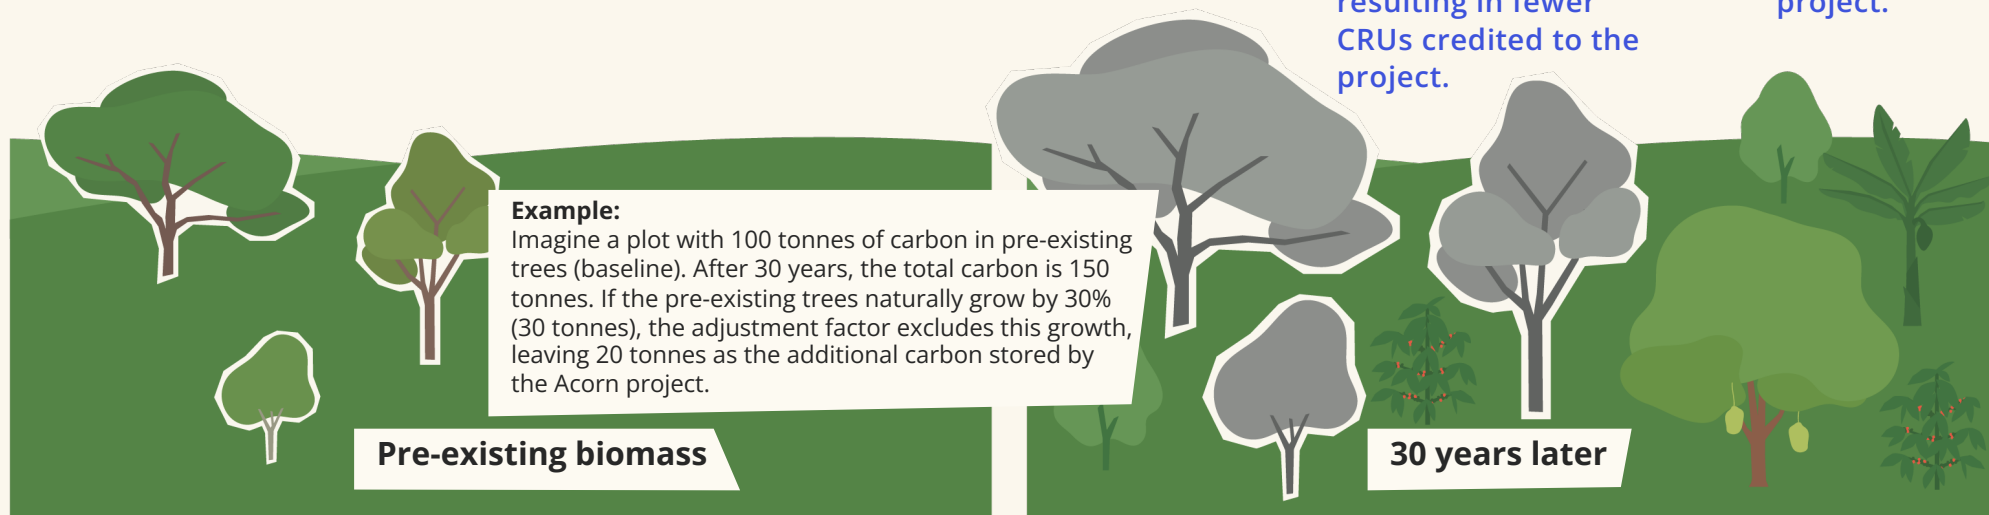 resulting in fewer
CRUs credited to the
project.
project.
Example:
Imagine a plot with 100 tonnes of carbon in pre-existing
trees (baseline). After 30 years, the total carbon is 150
tonnes. If the pre-existing trees naturally grow by 30%
(30 tonnes), the adjustment factor excludes this growth,
leaving 20 tonnes as the additional carbon stored by
the Acorn project.
Pre-existing biomass
30 years later